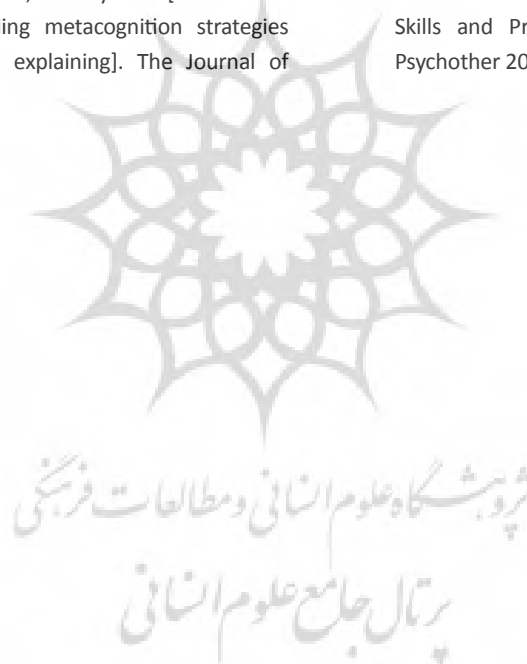 ling metacognition strategies
explaining]. The Journal of
Skills and Pr
Psychother 20
پژوهشگاه علوم انسانی و مطالعات فرهنگی
پرتال جامع علوم انسانی